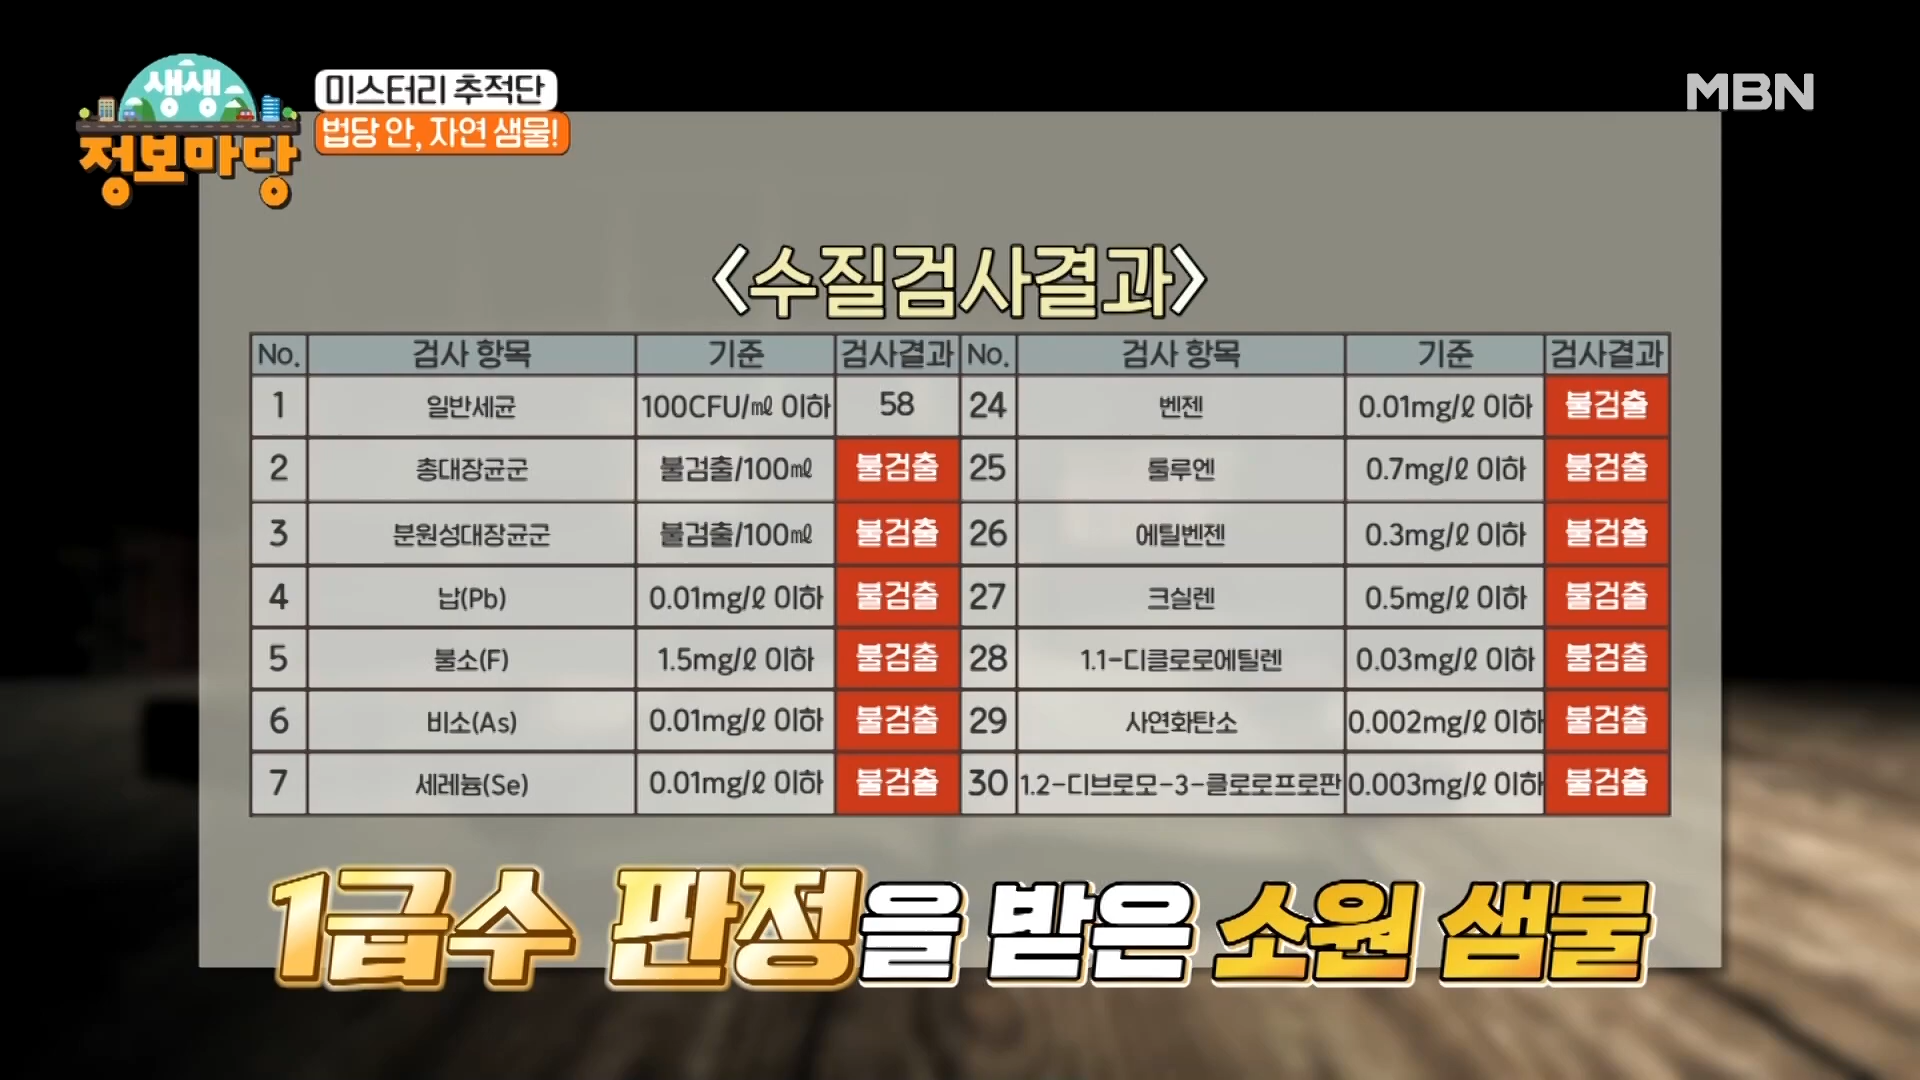 생생
정보마당
미스터리 추적단
법당 안, 자연 샘물!
MBN
<수질검사결과>
No. 검사 항목 기준 검사결과 No. 검사 항목 기준 검사결과
1 일반세균 100CFU/㎖ 이하 58 24 벤젠 0.01mg/ℓ 이하 불검출
2 총대장균군 불검출/100㎖ 불검출 25 톨루엔 0.7mg/ℓ 이하 불검출
3 분원성대장균군 불검출/100㎖ 불검출 26 에틸벤젠 0.3mg/ℓ 이하 불검출
4 납(Pb) 0.01mg/ℓ 이하 불검출 27 크실렌 0.5mg/ℓ 이하 불검출
5 불소(F) 1.5mg/ℓ 이하 불검출 28 1.1-디클로로에틸렌 0.03mg/ℓ 이하 불검출
6 비소(As) 0.01mg/ℓ 이하 불검출 29 사연화탄소 0.002mg/ℓ 이하 불검출
7 세레늄(Se) 0.01mg/ℓ 이하 불검출 30 1.2-디브로모-3-클로로프로판 0.003mg/ℓ 이하 불검출
1급수 판정을 받은 소원 샘물